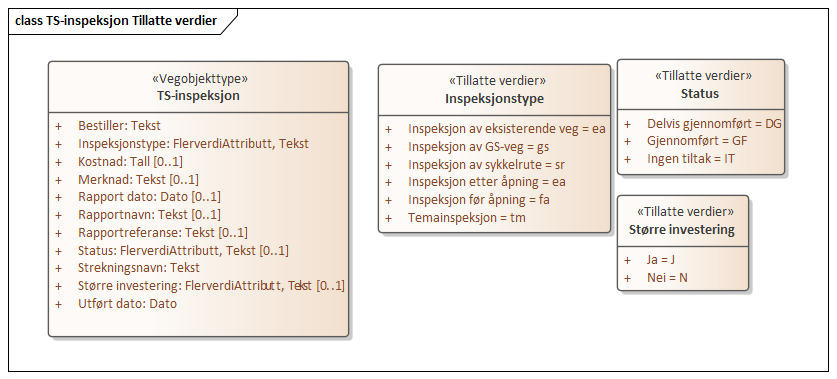 class TS-inspeksjon Tillatte verdier
«Vegobjekttype»
TS-inspeksjon
+ Bestiller: Tekst
+ Inspeksjonstype: FlerverdiAttributt, Tekst
+ Kostnad: Tall [0..1]
+ Merknad: Tekst [0..1]
+ Rapport dato: Dato [0..1]
+ Rapportnavn: Tekst [0..1]
+ Rapportreferanse: Tekst [0..1]
+ Status: FlerverdiAttributt, Tekst [0..1]
+ Strekningsnavn: Tekst
+ Større investering: FlerverdiAttributt, Tekst [0..1]
+ Utført dato: Dato
«Tillatte verdier»
Inspeksjonstype
+ Inspeksjon av eksisterende veg = ea
+ Inspeksjon av GS-veg = gs
+ Inspeksjon av sykkelrute = sr
+ Inspeksjon etter åpning = ea
+ Inspeksjon før åpning = fa
+ Temainspeksjon = tm
«Tillatte verdier»
Status
+ Delvis gjennomført = DG
+ Gjennomført = GF
+ Ingen tiltak = IT
«Tillatte verdier»
Større investering
+ Ja = J
+ Nei = N